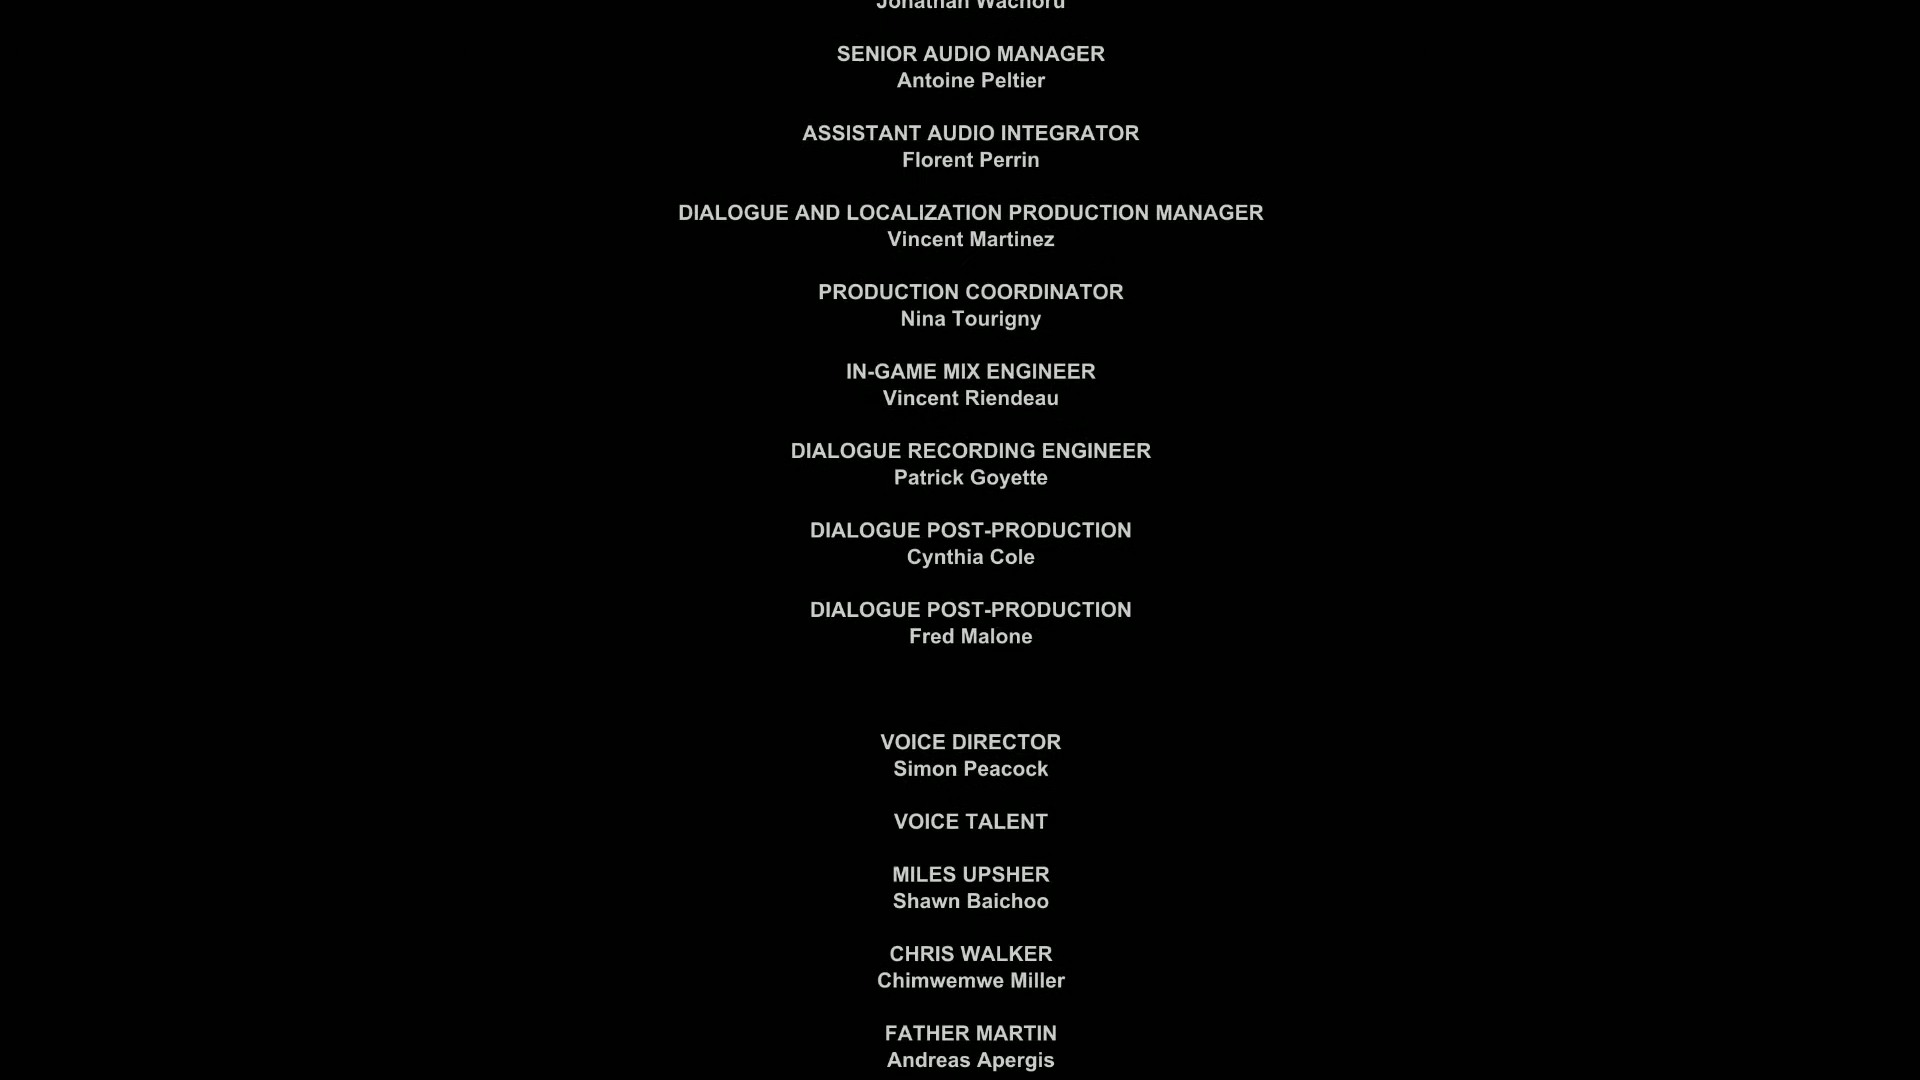 SENIOR AUDIO MANAGER
Antoine Peltier
ASSISTANT AUDIO INTEGRATOR
Florent Perrin
DIALOGUE AND LOCALIZATION PRODUCTION MANAGER
Vincent Martinez
PRODUCTION COORDINATOR
Nina Tourigny
IN-GAME MIX ENGINEER
Vincent Riendeau
DIALOGUE RECORDING ENGINEER
Patrick Goyette
DIALOGUE POST-PRODUCTION
Cynthia Cole
DIALOGUE POST-PRODUCTION
Fred Malone
VOICE DIRECTOR
Simon Peacock
VOICE TALENT
MILES UPSHER
Shawn Baichoo
CHRIS WALKER
Chimwemwe Miller
FATHER MARTIN
Andreas Apergis